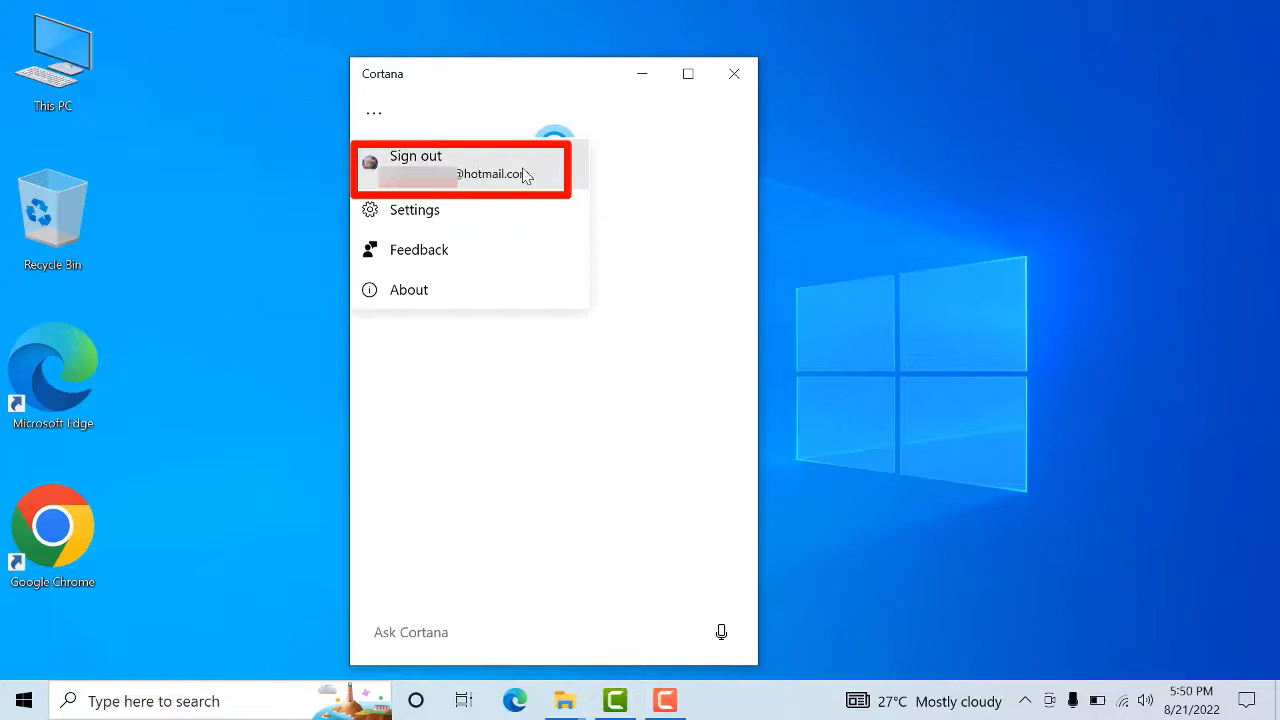 This PC
Recycle Bin
Microsoft Edge
Google Chrome
Cortana
...
Sign out
@hotmail.com
Settings
Feedback
About
Ask Cortana
Type here to search
27°C Mostly cloudy
5:50 PM
8/21/2022